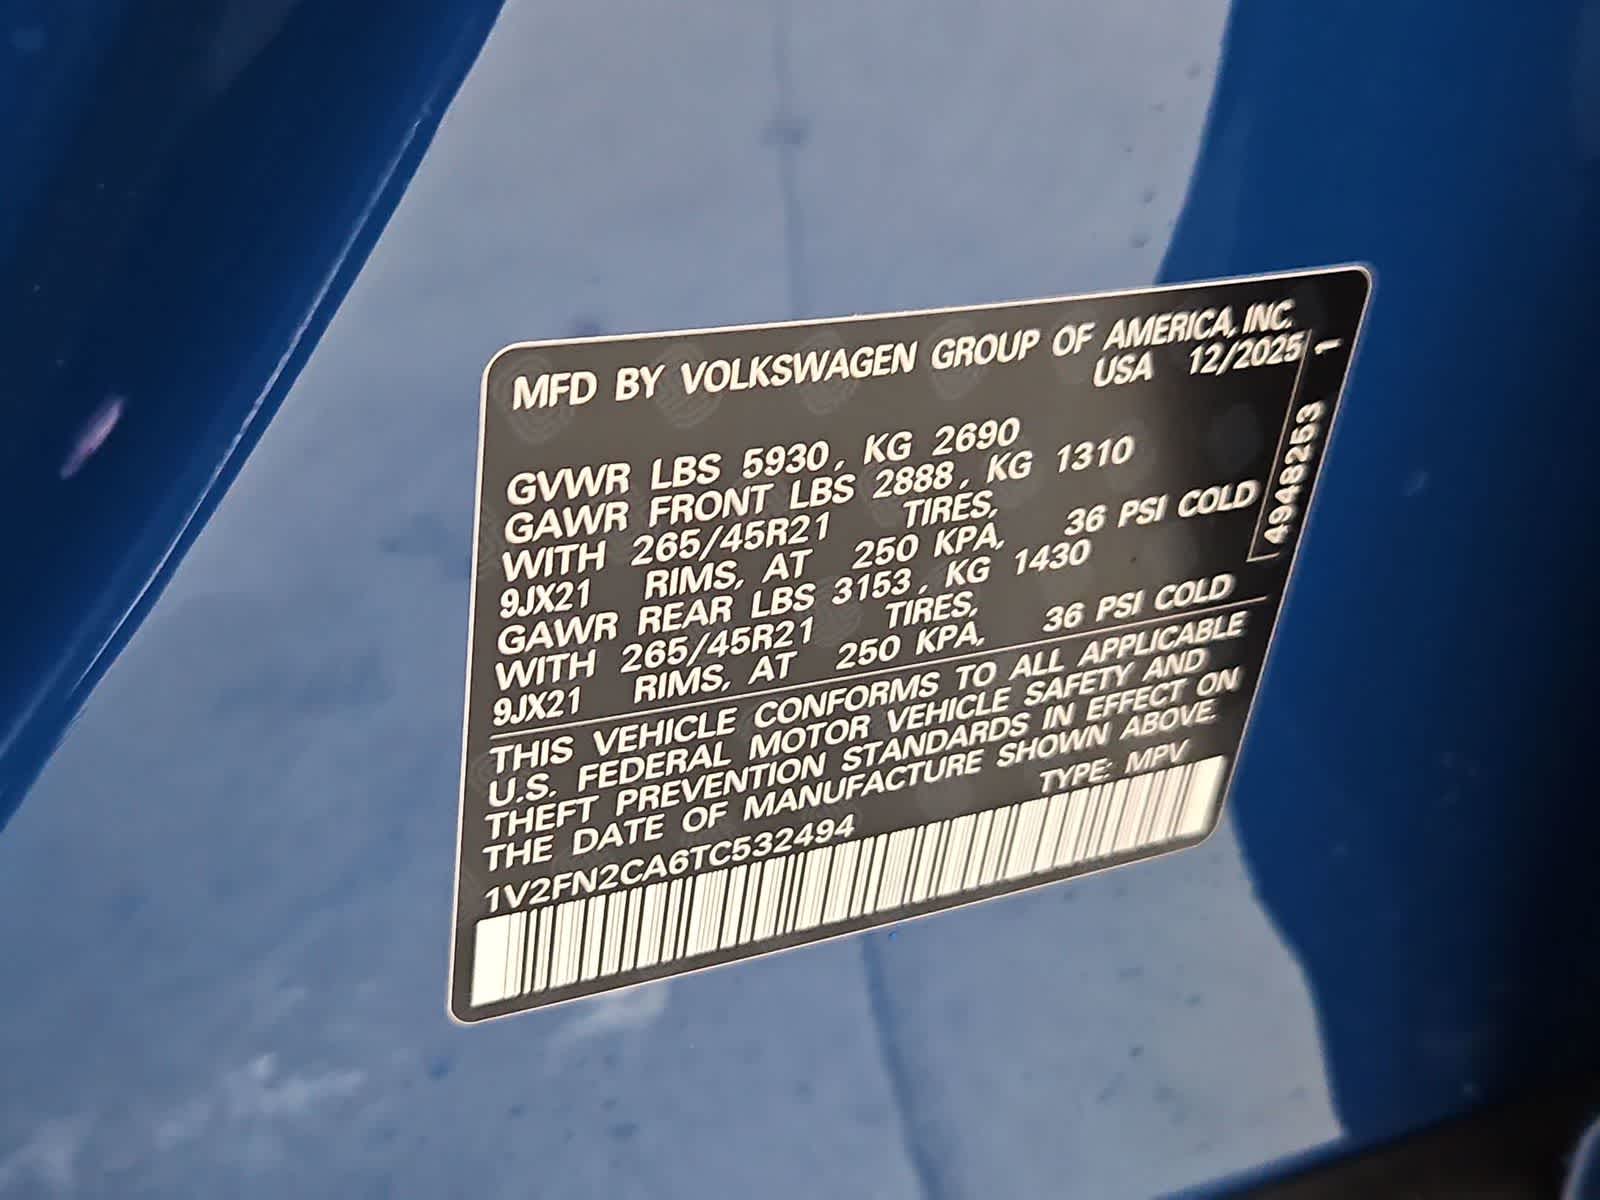 MFD BY VOLKSWAGEN GROUP OF AMERICA, INC.
USA 12/2025
GVWR LBS 5930, KG 2690
GAWR FRONT LBS 2888, KG 1310
WITH 265/45R21 TIRES,
9JX21 RIMS, AT 250 KPA, 36 PSI COLD
GAWR REAR LBS 3153, KG 1430
WITH 265/45R21 TIRES,
9JX21 RIMS, AT 250 KPA, 36 PSI COLD
THIS VEHICLE CONFORMS TO ALL APPLICABLE
U.S. FEDERAL MOTOR VEHICLE SAFETY AND
THEFT PREVENTION STANDARDS IN EFFECT ON
THE DATE OF MANUFACTURE SHOWN ABOVE.
TYPE: MPV
1V2FN2CA6TC532494
4948253 1